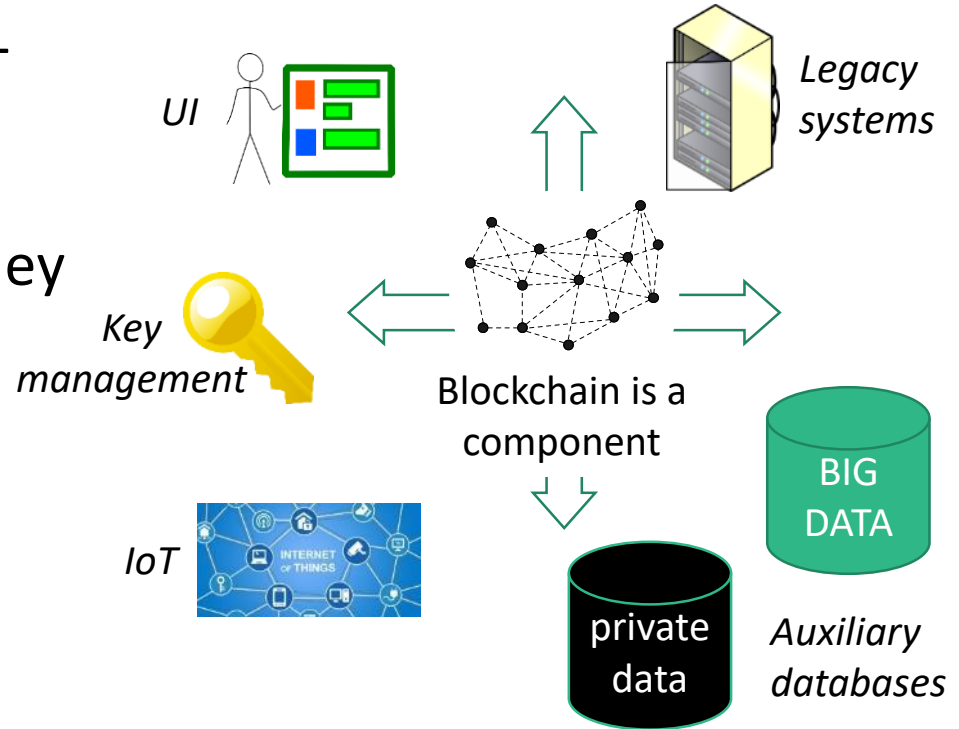 UI
Legacy
systems
ey
Key
management
Blockchain is a
component
BIG
DATA
IoT
INTERNET
OF THINGS
private
data
Auxiliary
databases